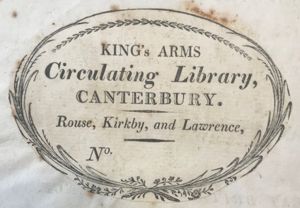 KING's ARMS
Circulating Library,
CANTERBURY.
Rouse, Kirkby, and Lawrence,
No.